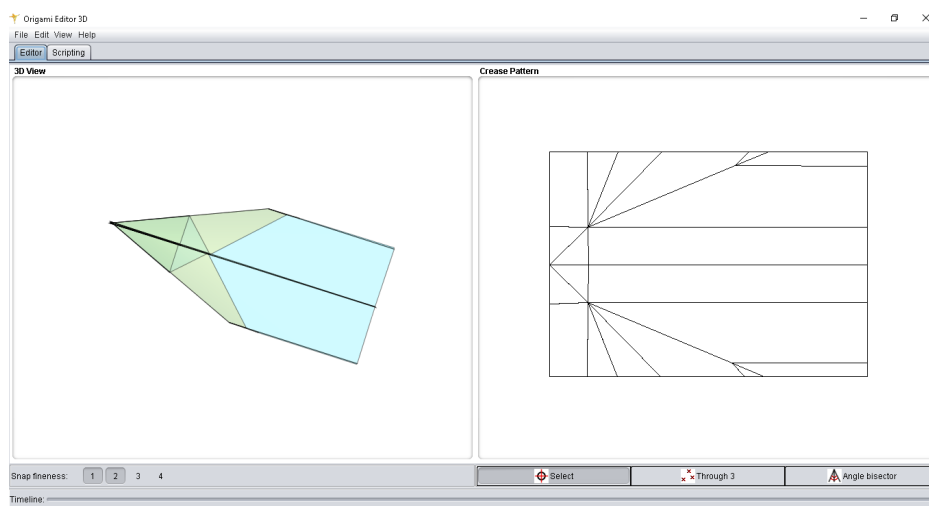 Origami Editor 3D
File Edit View Help
Editor Scripting
3D View Crease Pattern
Snap fineness: 1 2 3 4 Select Through 3 Angle bisector
Timeline: